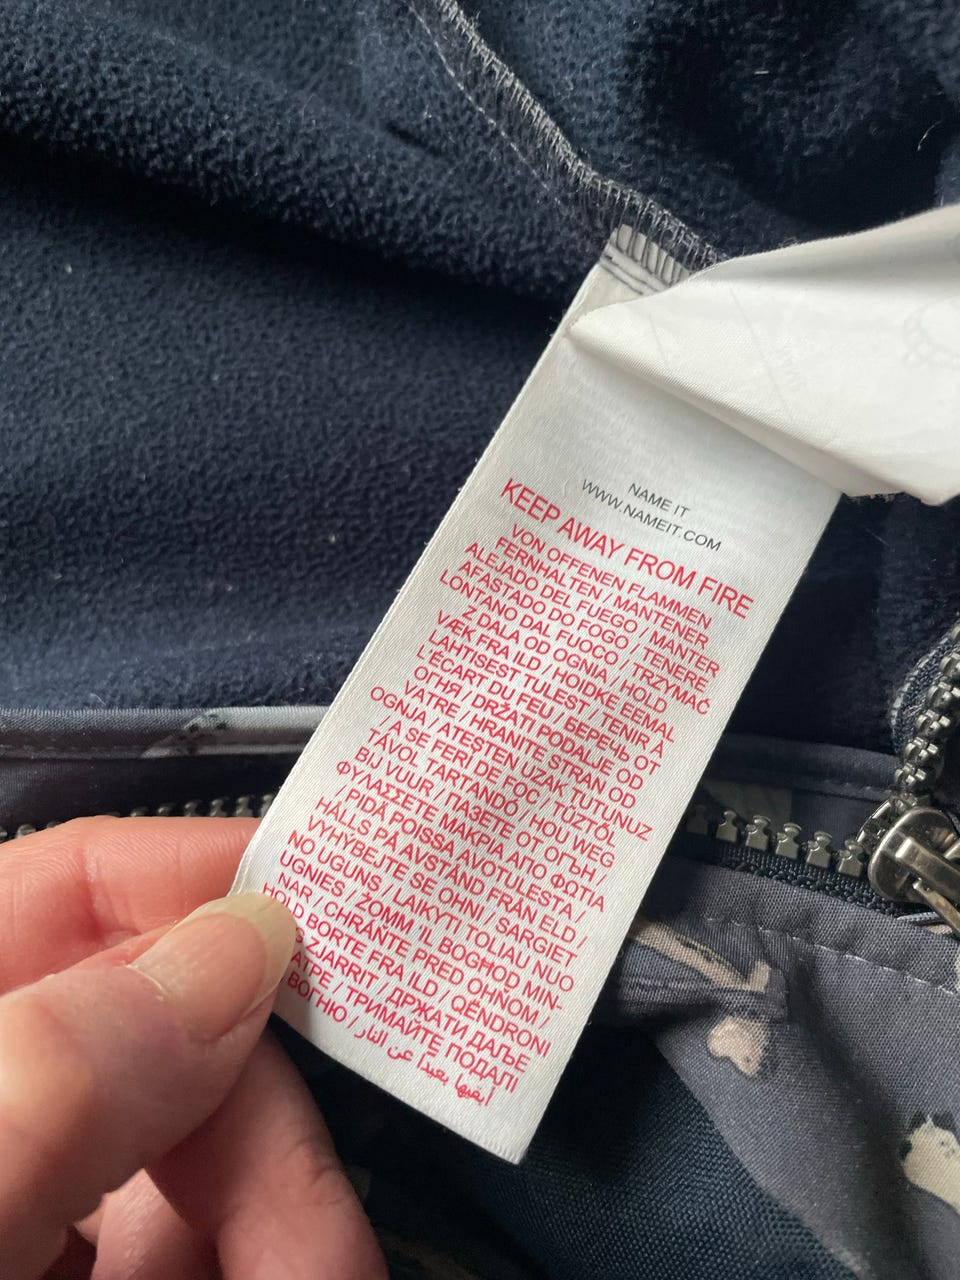 NAME IT
WWW.NAMEIT.COM
KEEP AWAY FROM FIRE
VON OFFENEN FLAMMEN
FERNHALTEN / MANTENER
ALEJADO DEL FUEGO / MANTER
AFASTADO DO FOGO / TENERE
LONTANO DAL FUOCO / TRZYMAĆ
Z DALA OD OGNIA / HOLD
VÆK FRA ILD / HOIDKE EEMAL
LAHTISEST TULEST / TENIR À
L'ÉCART DU FEU / БЕРЕЧЬ ОТ
ОГНЯ / DRŽATI PODALJE OD
VATRE / HRANITE STRAN OD
OGNJA / ATEŞTEN UZAK TUTUNUZ
/ A SE FERI DE FOC / TŰZTŐL
TÁVOL TARTANDÓ / HOU WEG
BIJ VUUR / ПАЗЕТЕ ОТ ОГЪН /
ΦΥΛΑΣΣΕΤΕ ΜΑΚΡΙΑ ΑΠΟ ΦΩΤΙΑ
/ PIDÄ POISSA AVOTULESTA /
HÅLLS PÅ AVSTÅND FRÅN ELD /
VYHÝBEJTE SE OHNI / SARGIET
NO UGUNS / LAIKYTI TOLIAU NUO
UGNIES / ŻOMM 'IL BOGHOD MIN-
NAR / CHRÁŇTE PRED OHŇOM /
HOLD BORTE FRA ILD / QËNDRONI
ZJARRIT / ДРЖАТИ ДАЉЕ
ВАТРЕ / ТРИМАЙТЕ ПОДАЛІ
ВОГНЮ / أبقيها بعيداً عن النار/